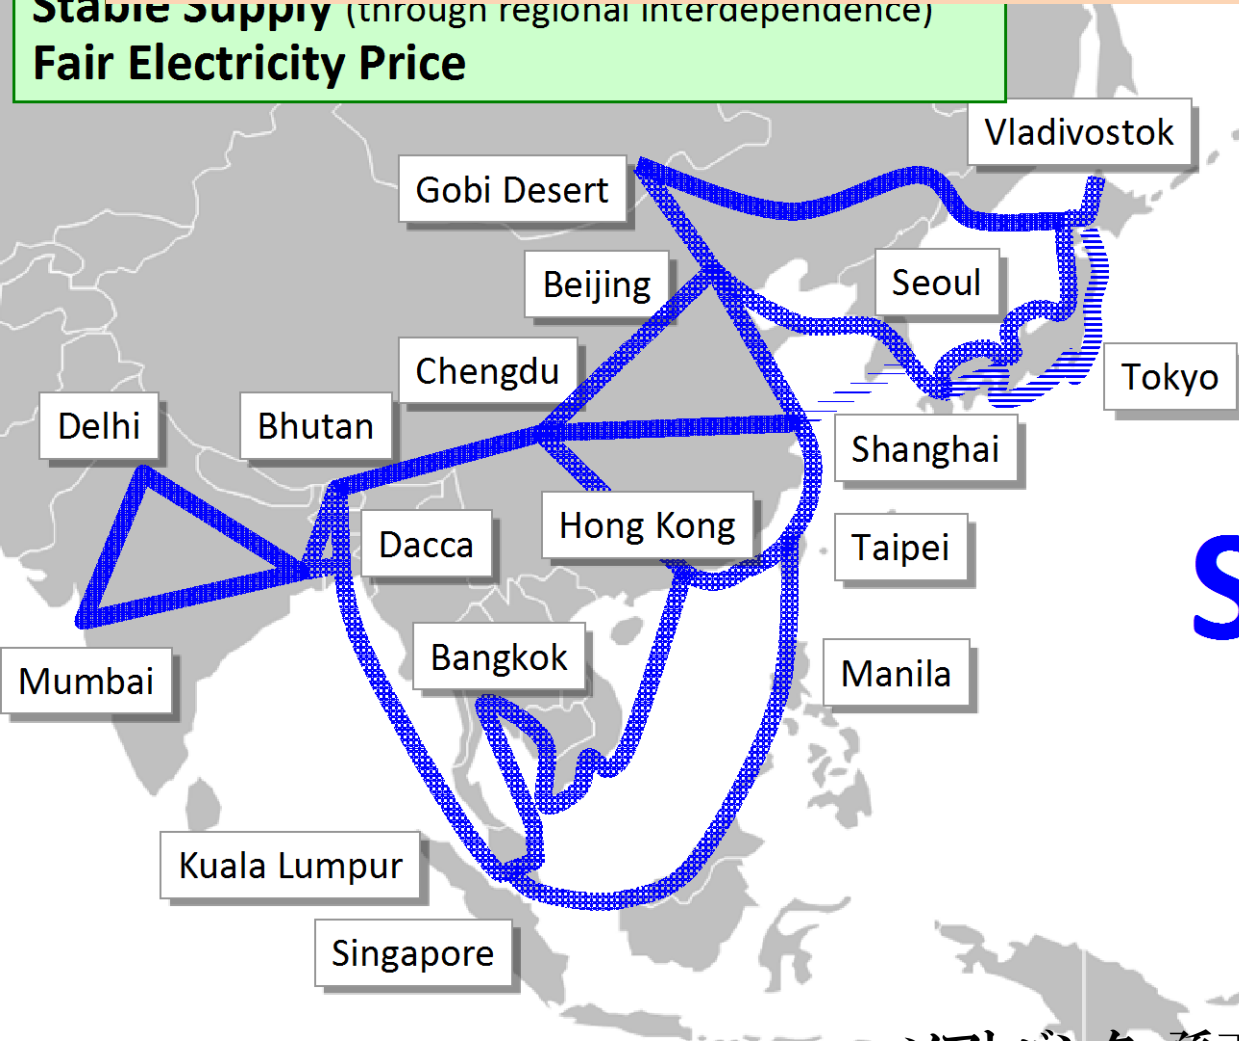 Stable Supply (through regional interdependence)
Fair Electricity Price
Vladivostok
Gobi Desert
Beijing
Seoul
Chengdu
Tokyo
Delhi
Bhutan
Shanghai
Hong Kong
Dacca
Taipei
Bangkok
Manila
Mumbai
Kuala Lumpur
Singapore
S